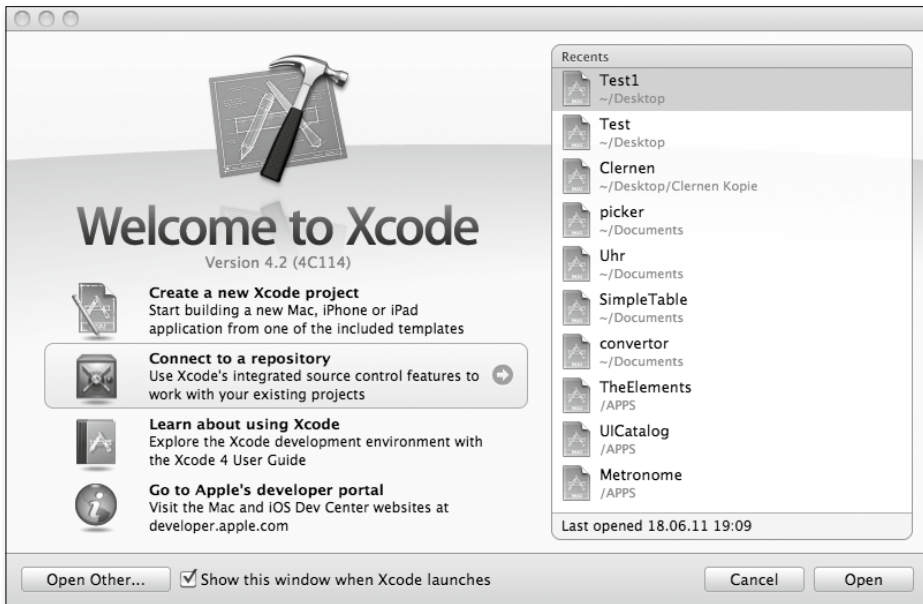 Welcome to Xcode
Version 4.2 (4C114)
Create a new Xcode project
Start building a new Mac, iPhone or iPad
application from one of the included templates
Connect to a repository
Use Xcode's integrated source control features to
work with your existing projects
Learn about using Xcode
Explore the Xcode development environment with
the Xcode 4 User Guide
Go to Apple's developer portal
Visit the Mac and iOS Dev Center websites at
developer.apple.com
Recents
Test1
~/Desktop
Test
~/Desktop
Clernen
~/Desktop/Clernen Kopie
picker
~/Documents
Uhr
~/Documents
SimpleTable
~/Documents
convertor
~/Documents
TheElements
/APPS
UICatalog
/APPS
Metronome
/APPS
Last opened 18.06.11 19:09
Open Other...
Show this window when Xcode launches
Cancel
Open